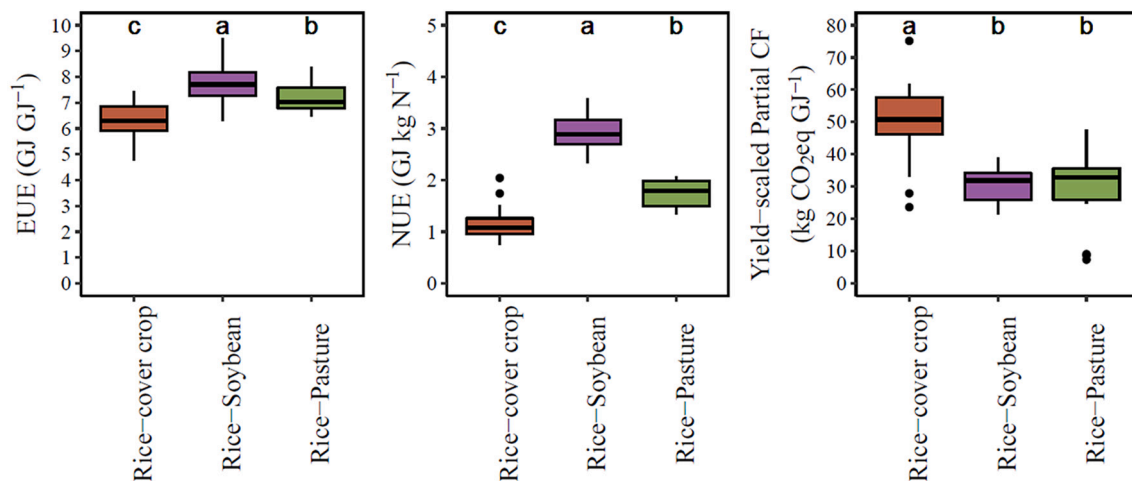 EUE (GJ GJ⁻¹)
10
9
8
7
6
5
4
3
2
1
0
c
a
b
Rice−cover crop
Rice−Soybean
Rice−Pasture
NUE (GJ kg N⁻¹)
5
4
3
2
1
0
c
a
b
Rice−cover crop
Rice−Soybean
Rice−Pasture
Yield−scaled Partial CF
(kg CO₂eq GJ⁻¹)
80
70
60
50
40
30
20
10
0
a
b
b
Rice−cover crop
Rice−Soybean
Rice−Pasture